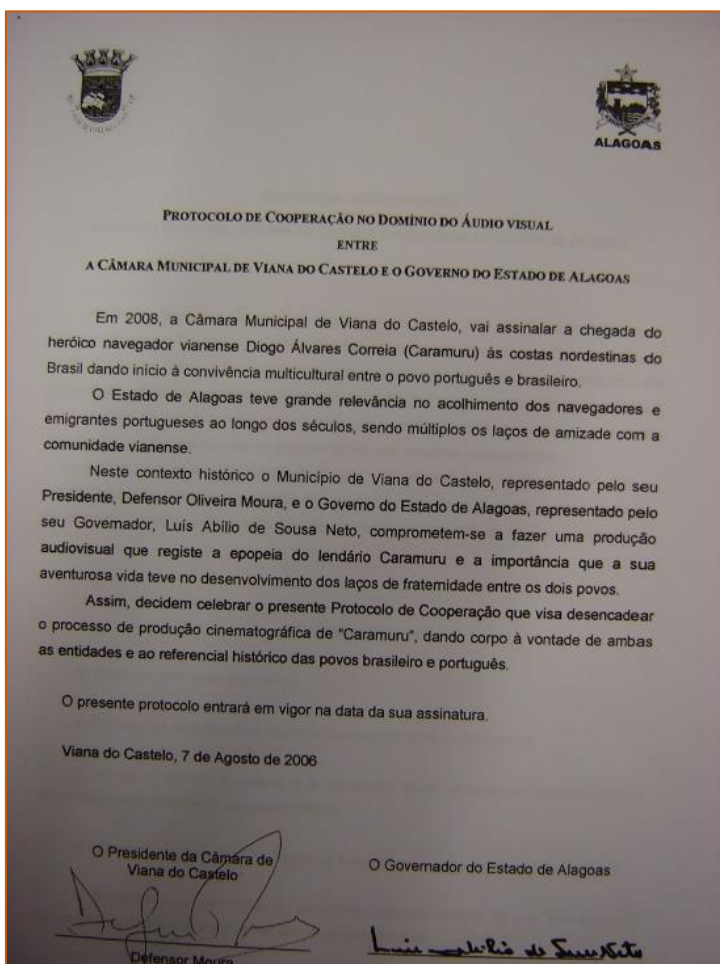 ALAGOAS
PROTOCOLO DE COOPERAÇÃO NO DOMÍNIO DO ÁUDIO VISUAL
ENTRE
A CÂMARA MUNICIPAL DE VIANA DO CASTELO E O GOVERNO DO ESTADO DE ALAGOAS
Em 2008, a Câmara Municipal de Viana do Castelo, vai assinalar a chegada do
heróico navegador vianense Diogo Álvares Correia (Caramuru) às costas nordestinas do
Brasil dando início à convivência multicultural entre o povo português e brasileiro.
O Estado de Alagoas teve grande relevância no acolhimento dos navegadores e
emigrantes portugueses ao longo dos séculos, sendo múltiplos os laços de amizade com a
comunidade vianense.
Neste contexto histórico o Município de Viana do Castelo, representado pelo seu
Presidente, Defensor Oliveira Moura, e o Governo do Estado de Alagoas, representado pelo
seu Governador, Luís Abílio de Sousa Neto, comprometem-se a fazer uma produção
audiovisual que registe a epopeia do lendário Caramuru e a importância que a sua
aventurosa vida teve no desenvolvimento dos laços de fraternidade entre os dois povos.
Assim, decidem celebrar o presente Protocolo de Cooperação que visa desencadear
o processo de produção cinematográfica de "Caramuru", dando corpo à vontade de ambas
as entidades e ao referencial histórico das povos brasileiro e português.
O presente protocolo entrará em vigor na data da sua assinatura.
Viana do Castelo, 7 de Agosto de 2006
O Presidente da Câmara de
Viana do Castelo
O Governador do Estado de Alagoas
Defensor Moura